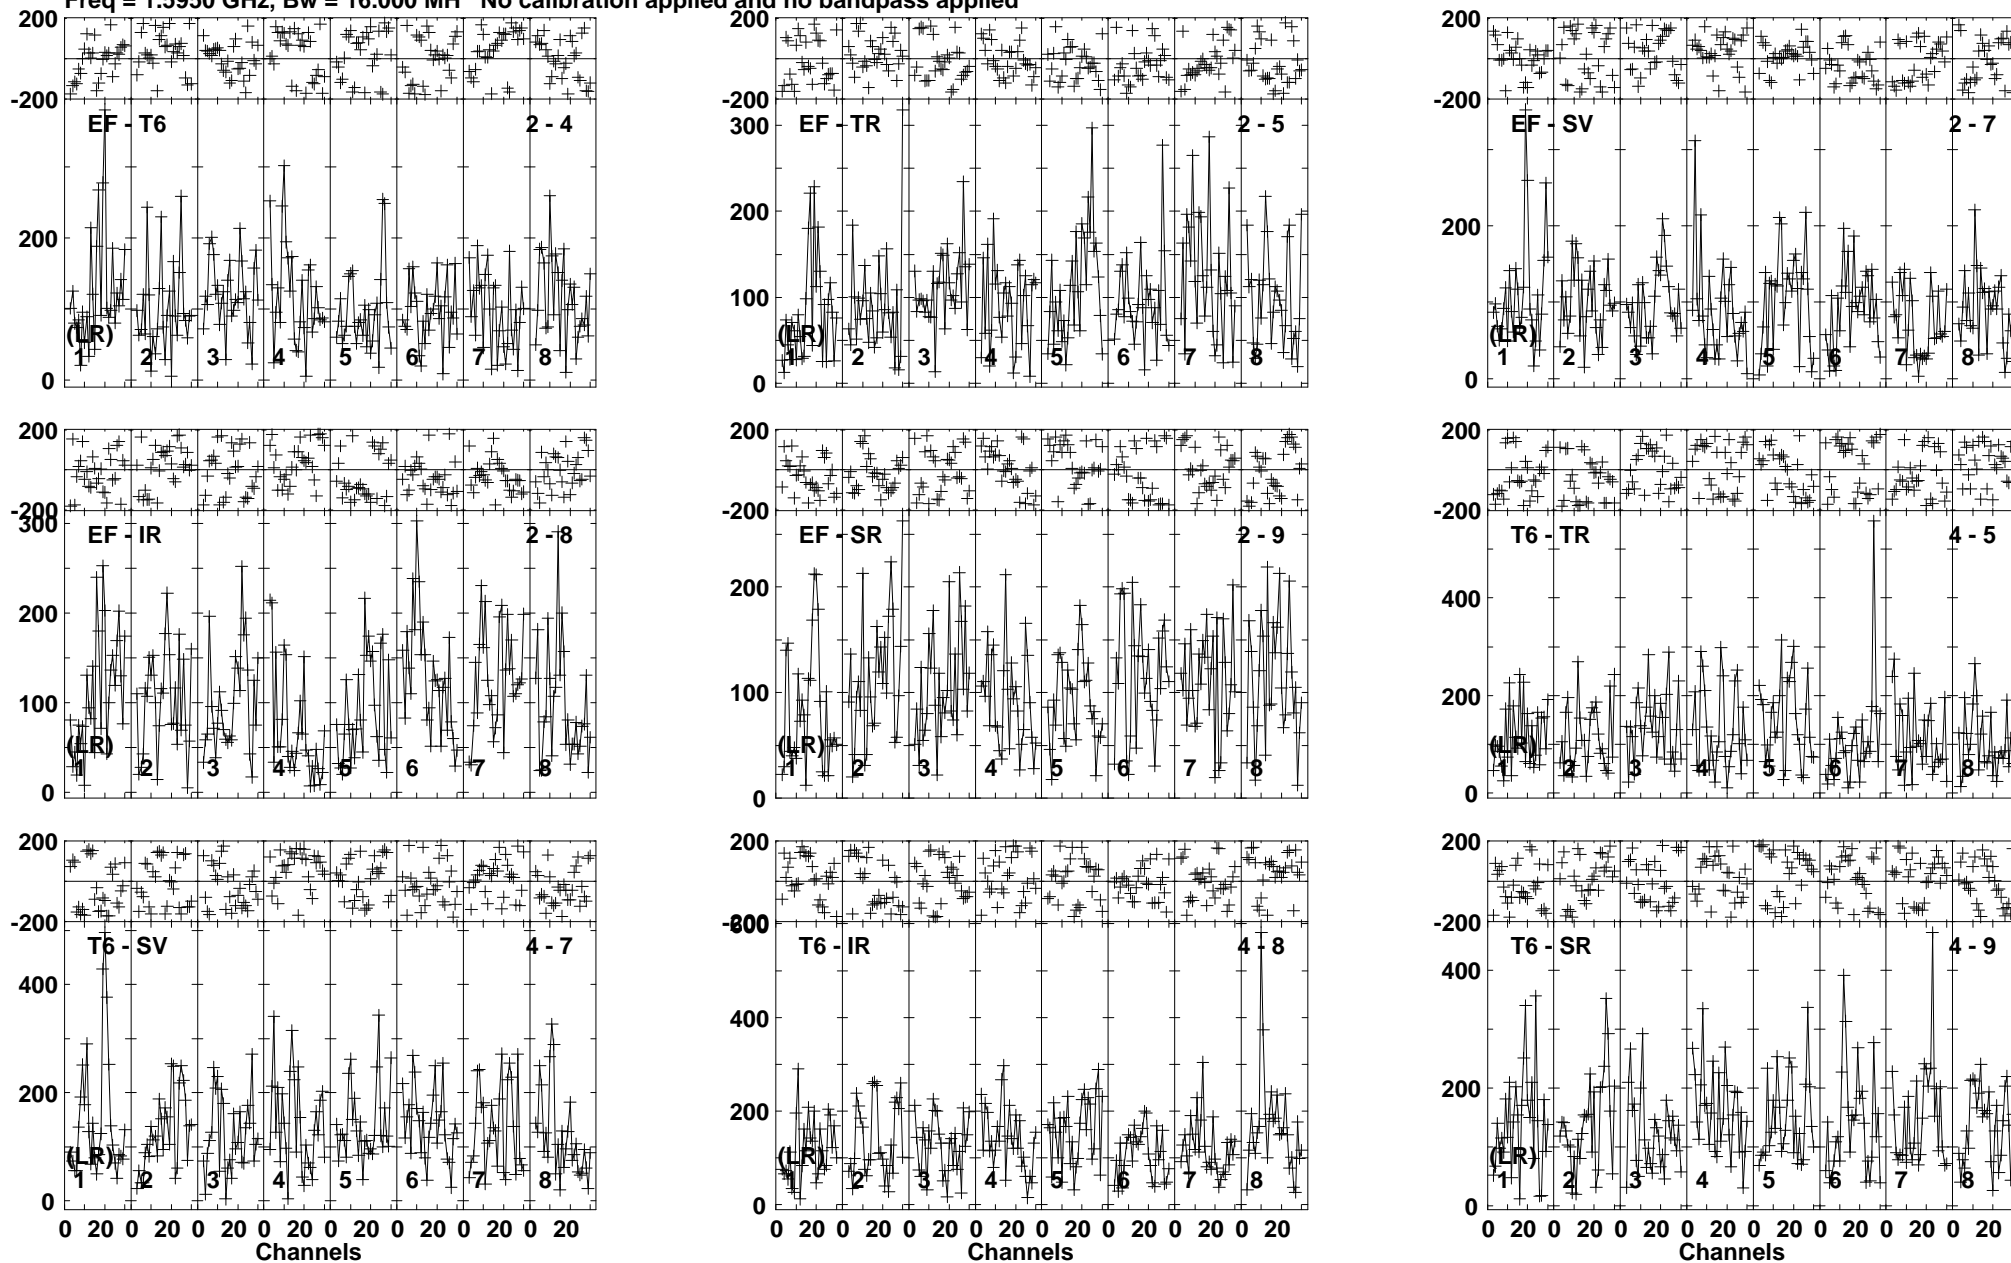 Freq = 1.5950 GHz, Bw = 16.000 MH No calibration applied and no bandpass applied
200
-200
EF - T6 2 - 4
200
0
(LR)
1 2 3 4 5 6 7 8
200
-200
EF - TR 2 - 5
300
200
100
0
(LR)
1 2 3 4 5 6 7 8
200
-200
EF - SV 2 - 7
200
0
(LR)
1 2 3 4 5 6 7 8
200
-200
300
EF - IR 2 - 8
200
100
0
(LR)
1 2 3 4 5 6 7 8
200
-200
EF - SR 2 - 9
200
100
0
(LR)
1 2 3 4 5 6 7 8
200
-200
T6 - TR 4 - 5
400
200
0
(LR)
1 2 3 4 5 6 7 8
200
-200
T6 - SV 4 - 7
400
200
0
(LR)
1 2 3 4 5 6 7 8
0 20 0 20 0 20 0 20 0 20 0 20 0 20 0 20
Channels
200
-200
600
T6 - IR 4 - 8
400
200
0
(LR)
1 2 3 4 5 6 7 8
0 20 0 20 0 20 0 20 0 20 0 20 0 20 0 20
Channels
200
-200
T6 - SR 4 - 9
400
200
0
(LR)
1 2 3 4 5 6 7 8
0 20 0 20 0 20 0 20 0 20 0 20 0 20 0 20
Channels